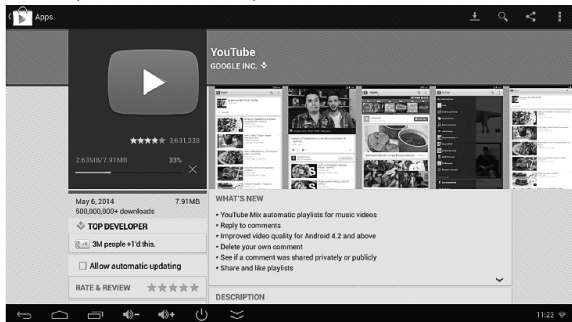 Apps
YouTube
GOOGLE INC.
3,631,338
2.63MB/7.91MB 33%
May 6, 2014 7.91MB
500,000,000+ downloads
TOP DEVELOPER
3M people +1'd this.
Allow automatic updating
RATE & REVIEW
WHAT'S NEW
• YouTube Mix automatic playlists for music videos
• Reply to comments
• Improved video quality for Android 4.2 and above
• Delete your own comment
• See if a comment was shared privately or publicly
• Share and like playlists
DESCRIPTION
11:23